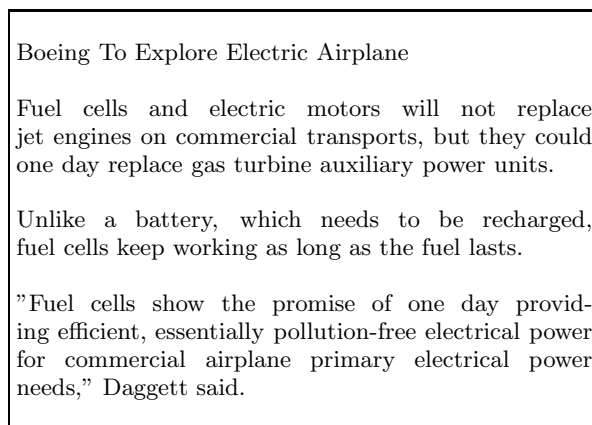 Boeing To Explore Electric Airplane
Fuel cells and electric motors will not replace
jet engines on commercial transports, but they could
one day replace gas turbine auxiliary power units.
Unlike a battery, which needs to be recharged,
fuel cells keep working as long as the fuel lasts.
”Fuel cells show the promise of one day provid-
ing efficient, essentially pollution-free electrical power
for commercial airplane primary electrical power
needs,” Daggett said.